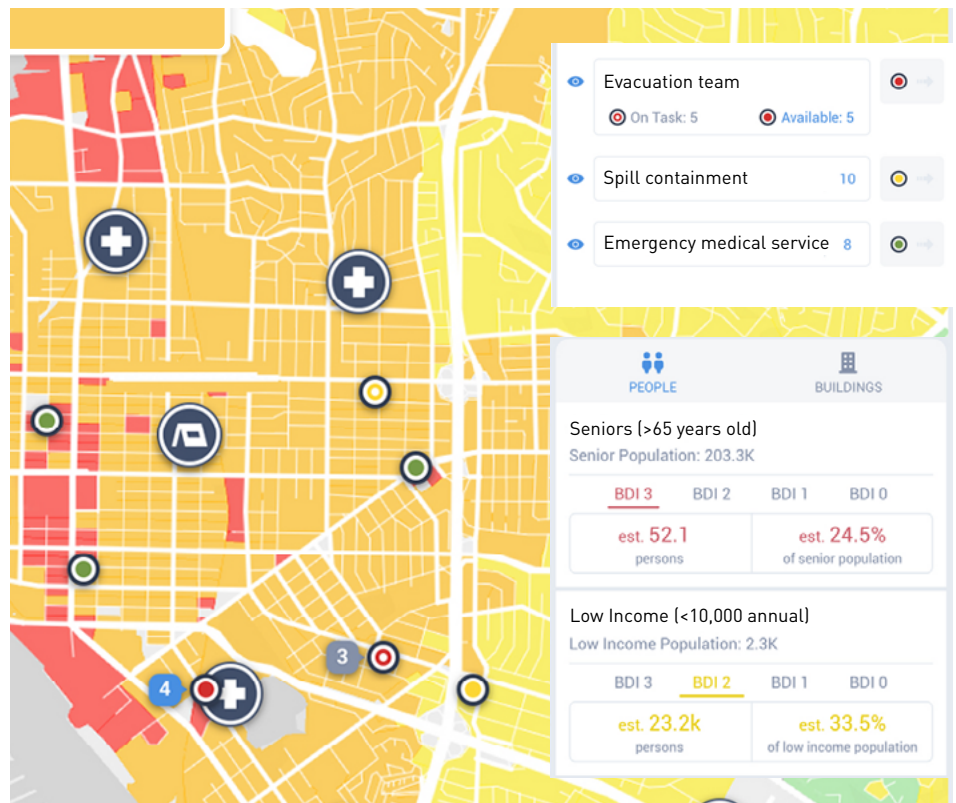 Evacuation team
On Task: 5 Available: 5
Spill containment 10
Emergency medical service 8
PEOPLE BUILDINGS
Seniors (>65 years old)
Senior Population: 203.3K
BDI 3 BDI 2 BDI 1 BDI 0
est. 52.1 est. 24.5%
persons of senior population
Low Income (<10,000 annual)
Low Income Population: 2.3K
BDI 3 BDI 2 BDI 1 BDI 0
est. 23.2k est. 33.5%
persons of low income population
3
4